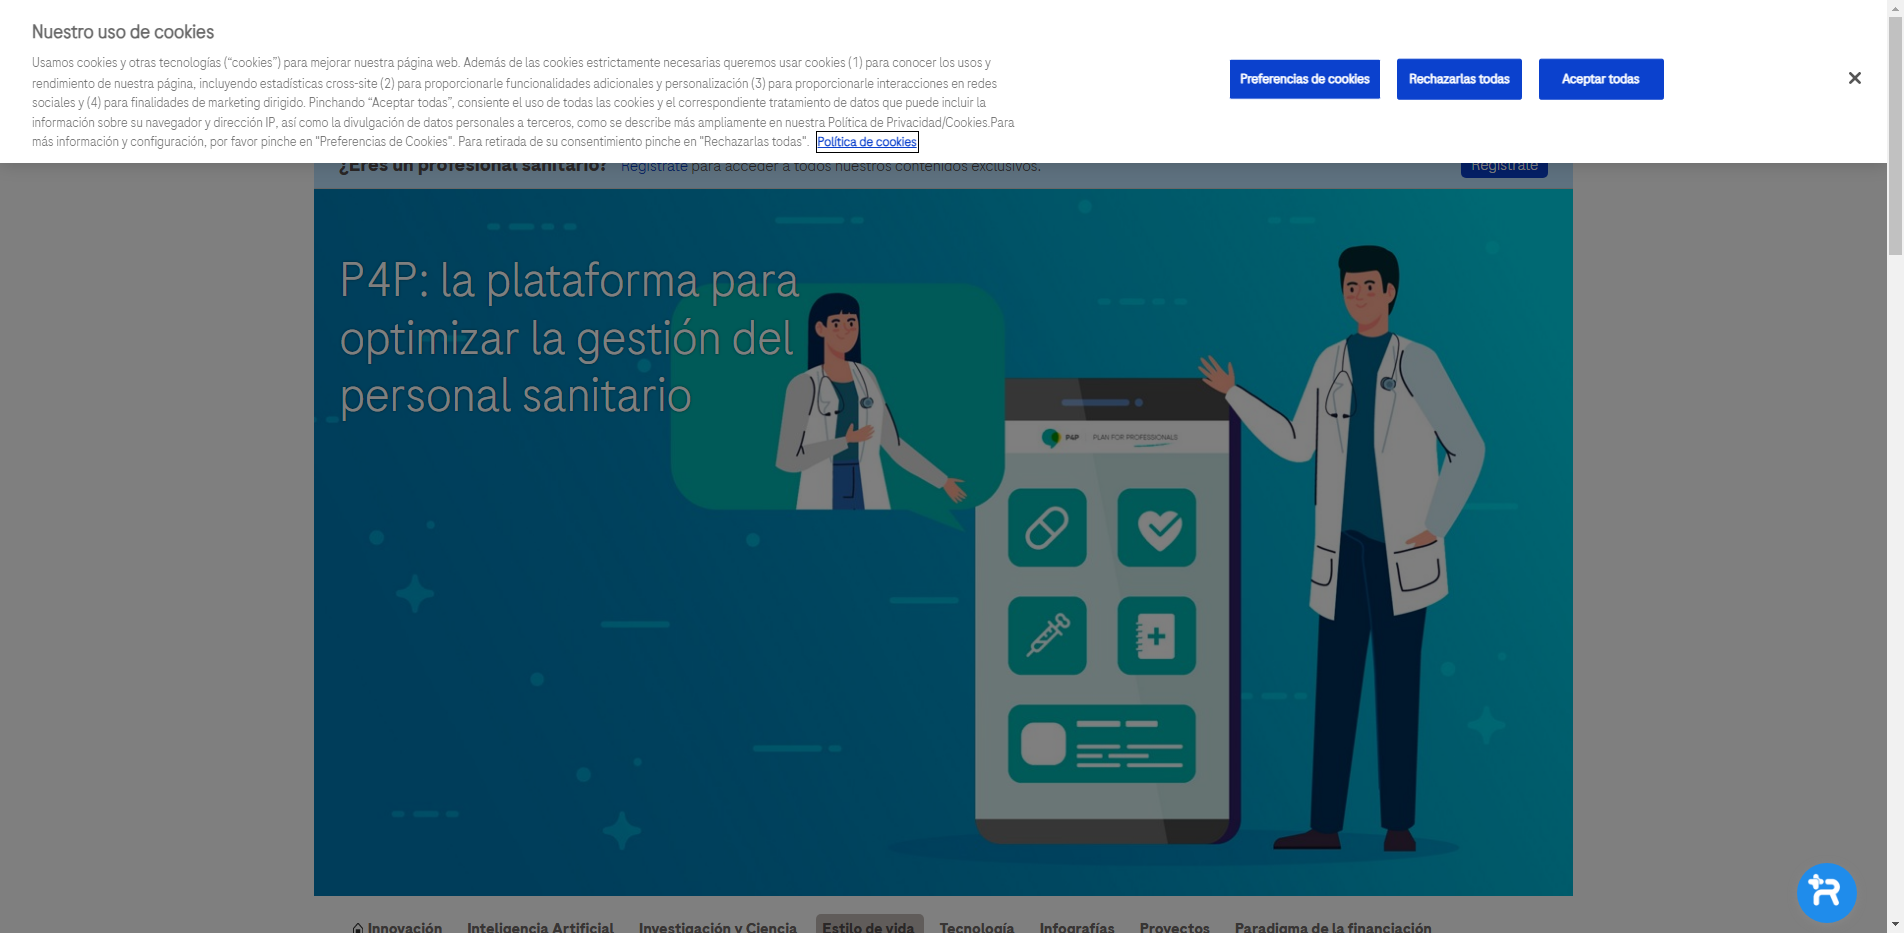 Nuestro uso de cookies
Usamos cookies y otras tecnologías (“cookies”) para mejorar nuestra página web. Además de las cookies estrictamente necesarias queremos usar cookies (1) para conocer los usos y
rendimiento de nuestra página, incluyendo estadísticas cross-site (2) para proporcionarle funcionalidades adicionales y personalización (3) para proporcionarle interacciones en redes
sociales y (4) para finalidades de marketing dirigido. Pinchando “Aceptar todas”, consiente el uso de todas las cookies y el correspondiente tratamiento de datos que puede incluir la
información sobre su navegador y dirección IP, así como la divulgación de datos personales a terceros, como se describe más ampliamente en nuestra Política de Privacidad/Cookies.Para
más información y configuración, por favor pinche en "Preferencias de Cookies". Para retirada de su consentimiento pinche en "Rechazarlas todas". Política de cookies
Preferencias de cookies
Rechazarlas todas
Aceptar todas
¿Eres un profesional sanitario? Regístrate para acceder a todos nuestros contenidos exclusivos.
Regístrate
P4P: la plataforma para
optimizar la gestión del
personal sanitario
P4P PLAN FOR PROFESSIONALS
Innovación Inteligencia Artificial Investigación y Ciencia Estilo de vida Tecnología Infografías Proyectos Paradigma de la financiación